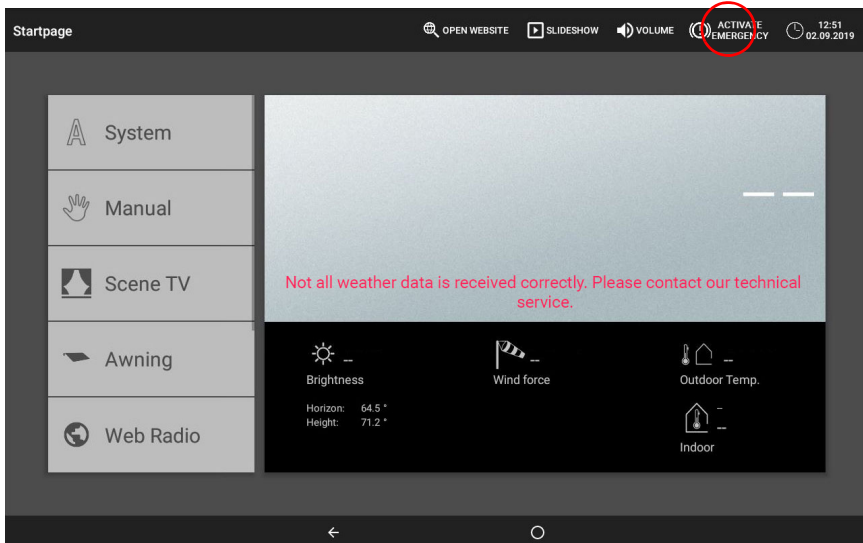 Startpage
OPEN WEBSITE
SLIDESHOW
VOLUME
ACTIVATE
EMERGENCY
12:51
02.09.2019
System
Manual
Scene TV
Awning
Web Radio
-- --
Not all weather data is received correctly. Please contact our technical
service.
--
Brightness
Horizon: 64.5 °
Height: 71.2 °
--
Wind force
--
Outdoor Temp.
-
--
Indoor